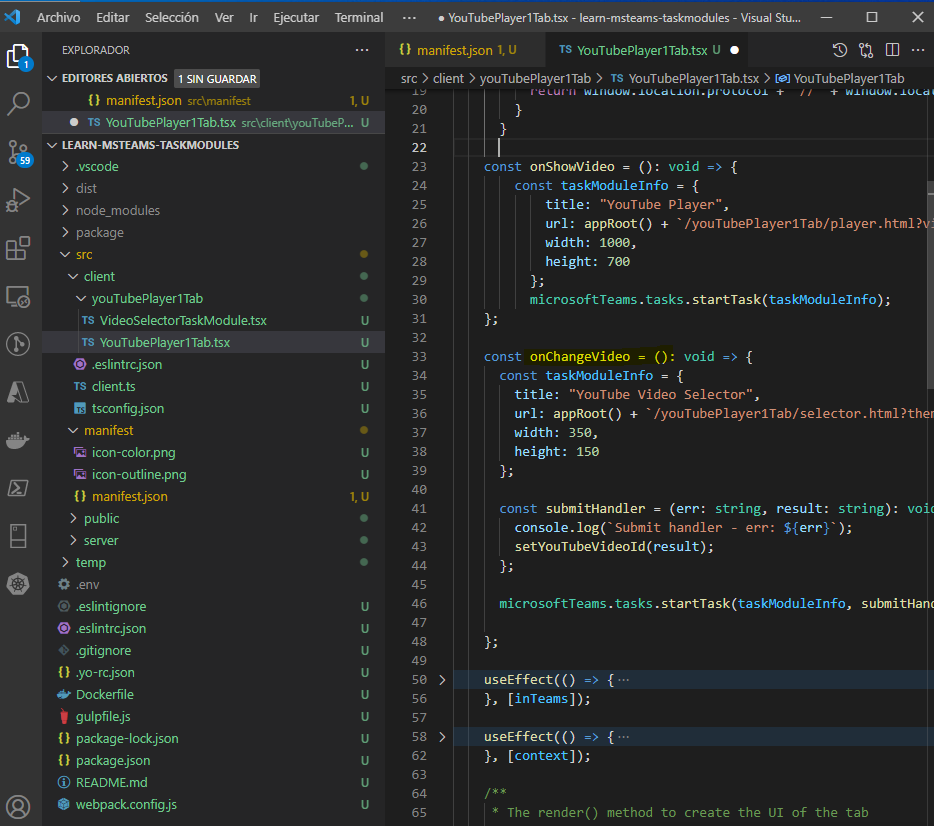 Archivo Editar Selección Ver Ir Ejecutar Terminal ··· ● YouTubePlayer1Tab.tsx - learn-msteams-taskmodules - Visual Stu...
EXPLORADOR ···
EDITORES ABIERTOS 1 SIN GUARDAR
{} manifest.json src\manifest 1, U
● TS YouTubePlayer1Tab.tsx src\client\youTubeP... U
LEARN-MSTEAMS-TASKMODULES
.vscode
dist
node_modules
package
src
client
youTubePlayer1Tab
TS VideoSelectorTaskModule.tsx U
TS YouTubePlayer1Tab.tsx U
.eslintrc.json U
TS client.ts U
TS tsconfig.json U
manifest
icon-color.png U
icon-outline.png U
{} manifest.json 1, U
public
server
temp
.env
.eslintignore U
.eslintrc.json U
.gitignore U
{} .yo-rc.json U
Dockerfile U
gulpfile.js U
{} package-lock.json U
{} package.json U
README.md U
webpack.config.js U
1
59
{} manifest.json 1, U
TS YouTubePlayer1Tab.tsx U ●
src > client > youTubePlayer1Tab > TS YouTubePlayer1Tab.tsx > YouTubePlayer1Tab
19 return window.location.protocol + "//" + window.locat
20 }
21 }
22
23 const onShowVideo = (): void => {
24 const taskModuleInfo = {
25 title: "YouTube Player",
26 url: appRoot() + `/youTubePlayer1Tab/player.html?vi
27 width: 1000,
28 height: 700
29 };
30 microsoftTeams.tasks.startTask(taskModuleInfo);
31 };
32
33 const onChangeVideo = (): void => {
34 const taskModuleInfo = {
35 title: "YouTube Video Selector",
36 url: appRoot() + `/youTubePlayer1Tab/selector.html?them
37 width: 350,
38 height: 150
39 };
40
41 const submitHandler = (err: string, result: string): void
42 console.log(`Submit handler - err: ${err}`);
43 setYouTubeVideoId(result);
44 };
45
46 microsoftTeams.tasks.startTask(taskModuleInfo, submitHand
47
48 };
49
50 useEffect(() => { ···
56 }, [inTeams]);
57
58 useEffect(() => { ···
62 }, [context]);
63
64 /**
65 * The render() method to create the UI of the tab